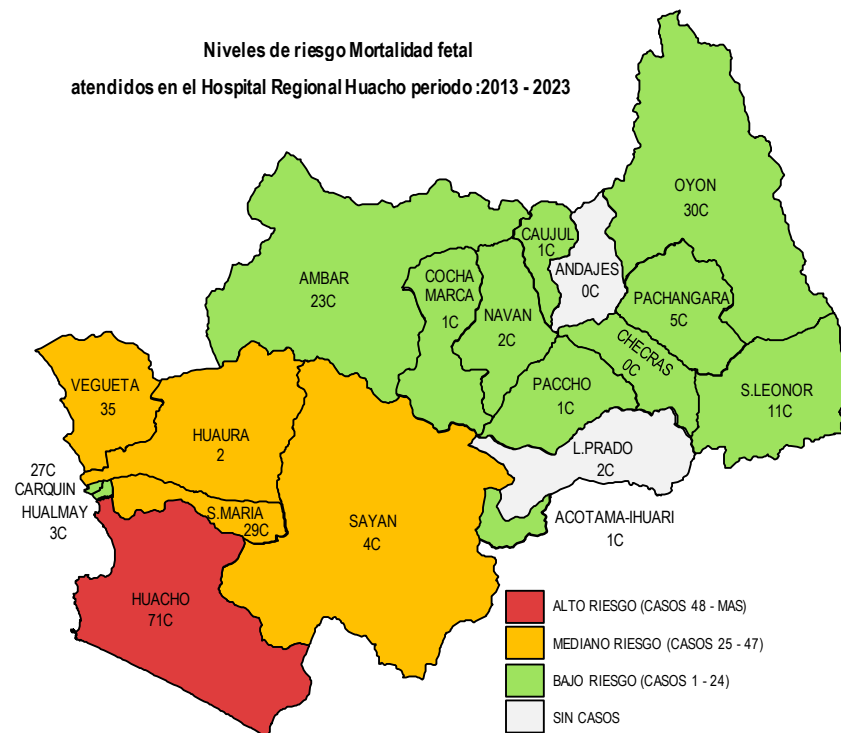 Niveles de riesgo Mortalidad fetal
atendidos en el Hospital Regional Huacho periodo :2013 - 2023
OYON
30C
CAUJUL
1C
ANDAJES
0C
AMBAR
23C
COCHA
MARCA
1C
NAVAN
2C
PACHANGARA
5C
CHECRAS
0C
PACCHO
1C
S.LEONOR
11C
VEGUETA
35
HUAURA
2
L.PRADO
2C
27C
CARQUIN
HUALMAY
3C
S.MARIA
29C
SAYAN
4C
ACOTAMA-IHUARI
1C
HUACHO
71C
ALTO RIESGO (CASOS 48 - MAS)
MEDIANO RIESGO (CASOS 25 - 47)
BAJO RIESGO (CASOS 1 - 24)
SIN CASOS